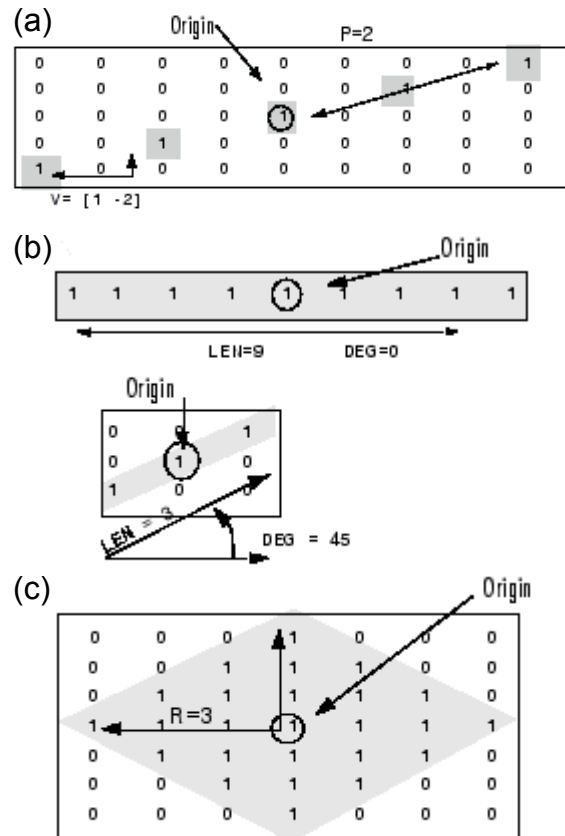 (a)
Origin P=2
0 0 0 0 0 0 0 0 1
0 0 0 0 0 0 1 0 0
0 0 0 0 1 0 0 0 0
0 0 1 0 0 0 0 0 0
1 0 0 0 0 0 0 0 0
V= [1 -2]
(b)
Origin
1 1 1 1 1 1 1 1 1
LEN=9 DEG=0
Origin
0 0 1
0 1 0
1 0 0
LEN = 3
DEG = 45
(c)
Origin
0 0 0 1 0 0 0
0 0 1 1 1 0 0
0 1 1 1 1 1 0
R=3
1 1 1 1 1 1 1
0 1 1 1 1 1 0
0 0 1 1 1 0 0
0 0 0 1 0 0 0